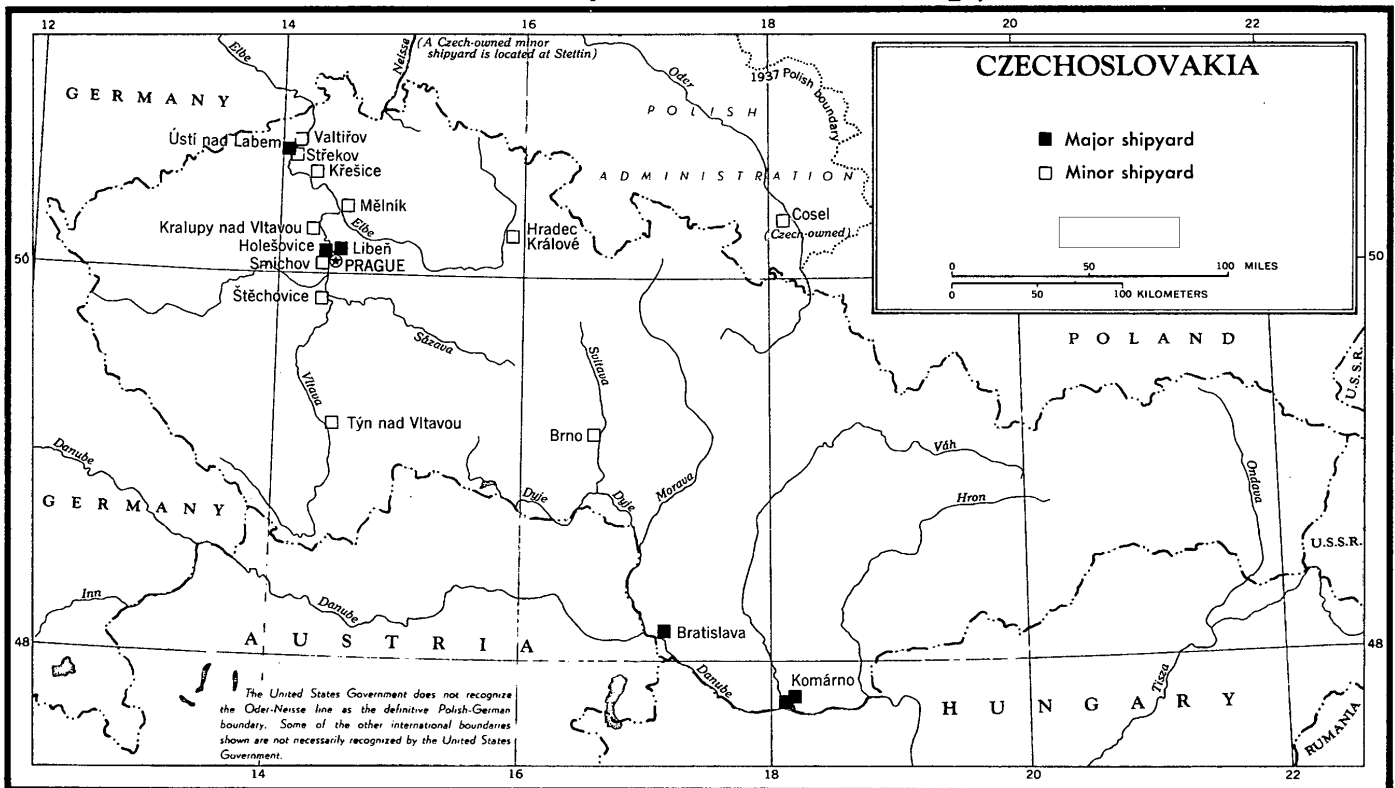 12
14
16
18
20
22
CZECHOSLOVAKIA
Major shipyard
Minor shipyard
0 50 100 MILES
0 50 100 KILOMETERS
Elbe
Neisse
(A Czech-owned minor
shipyard is located at Stettin)
Oder
1937 Polish
boundary
GERMANY
POLISH
ADMINISTRATION
Ústí nad Labem
Valtířov
Střekov
Křešice
Mělník
Kralupy nad Vltavou
Elbe
Hradec
Králové
Cosel
(Czech-owned)
Holešovice
Libeň
Smíchov
PRAGUE
50
50
Štěchovice
Sázava
Svitava
POLAND
U.S.S.R.
Vltava
Týn nad Vltavou
Brno
Danube
Váh
Ondava
GERMANY
Dyje
Dyje
Morava
Hron
U.S.S.R.
Inn
Danube
AUSTRIA
Bratislava
48
48
Danube
Komárno
Tisza
HUNGARY
RUMANIA
The United States Government does not recognize
the Oder-Neisse line as the definitive Polish-German
boundary. Some of the other international boundaries
shown are not necessarily recognized by the United States
Government.
14
16
18
20
22